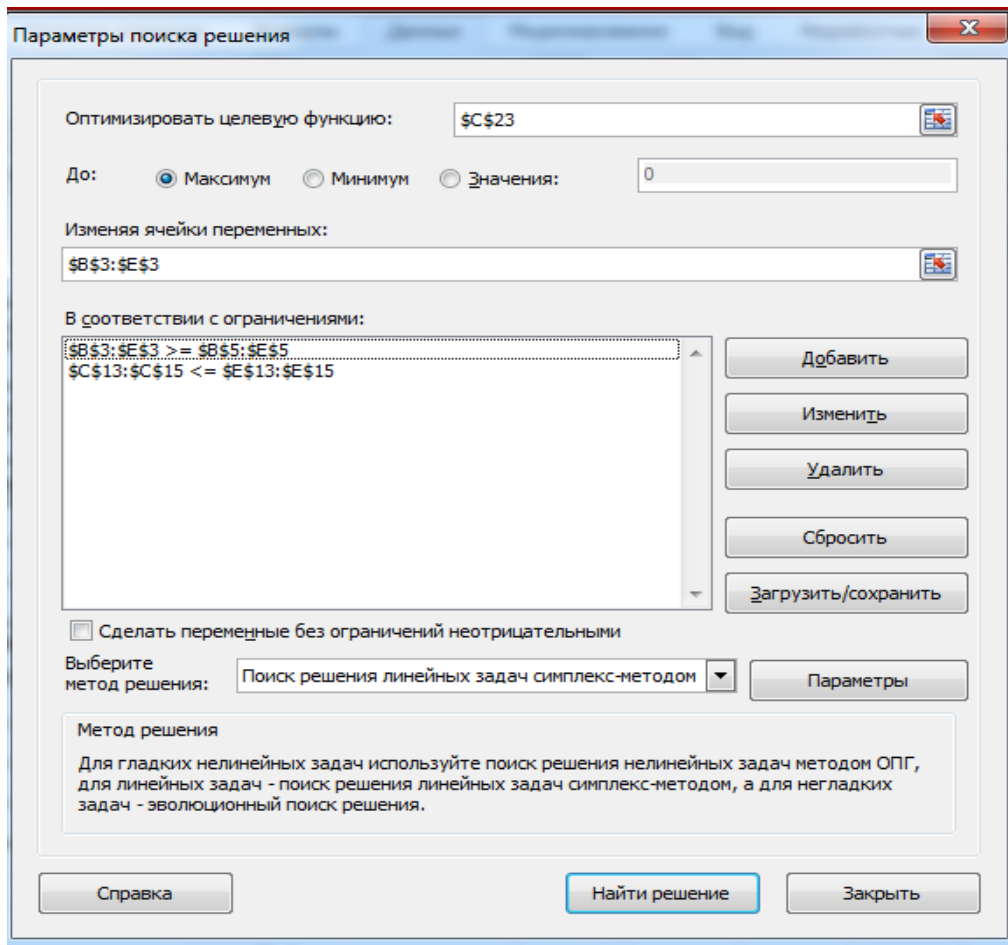 Параметры поиска решения
Оптимизировать целевую функцию: $C$23
До: Максимум Минимум Значения: 0
Изменяя ячейки переменных:
$B$3:$E$3
В соответствии с ограничениями:
$B$3:$E$3 >= $B$5:$E$5
$C$13:$C$15 <= $E$13:$E$15
Добавить
Изменить
Удалить
Сбросить
Загрузить/сохранить
Сделать переменные без ограничений неотрицательными
Выберите
метод решения: Поиск решения линейных задач симплекс-методом Параметры
Метод решения
Для гладких нелинейных задач используйте поиск решения нелинейных задач методом ОПГ,
для линейных задач - поиск решения линейных задач симплекс-методом, а для негладких
задач - эволюционный поиск решения.
Справка Найти решение Закрыть